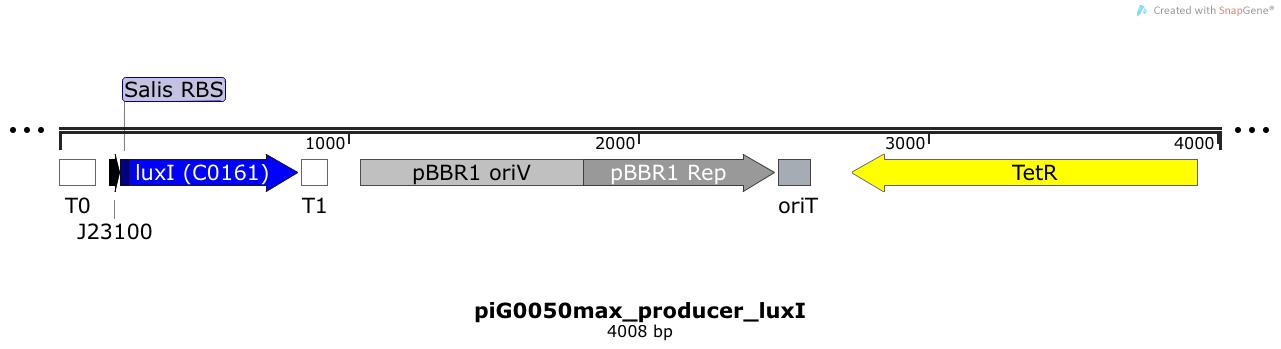 Created with SnapGene®
Salis RBS
1000 2000 3000 4000
luxI (C0161) pBBR1 oriV pBBR1 Rep TetR
T0 T1 oriT
J23100
piG0050max_producer_luxI
4008 bp